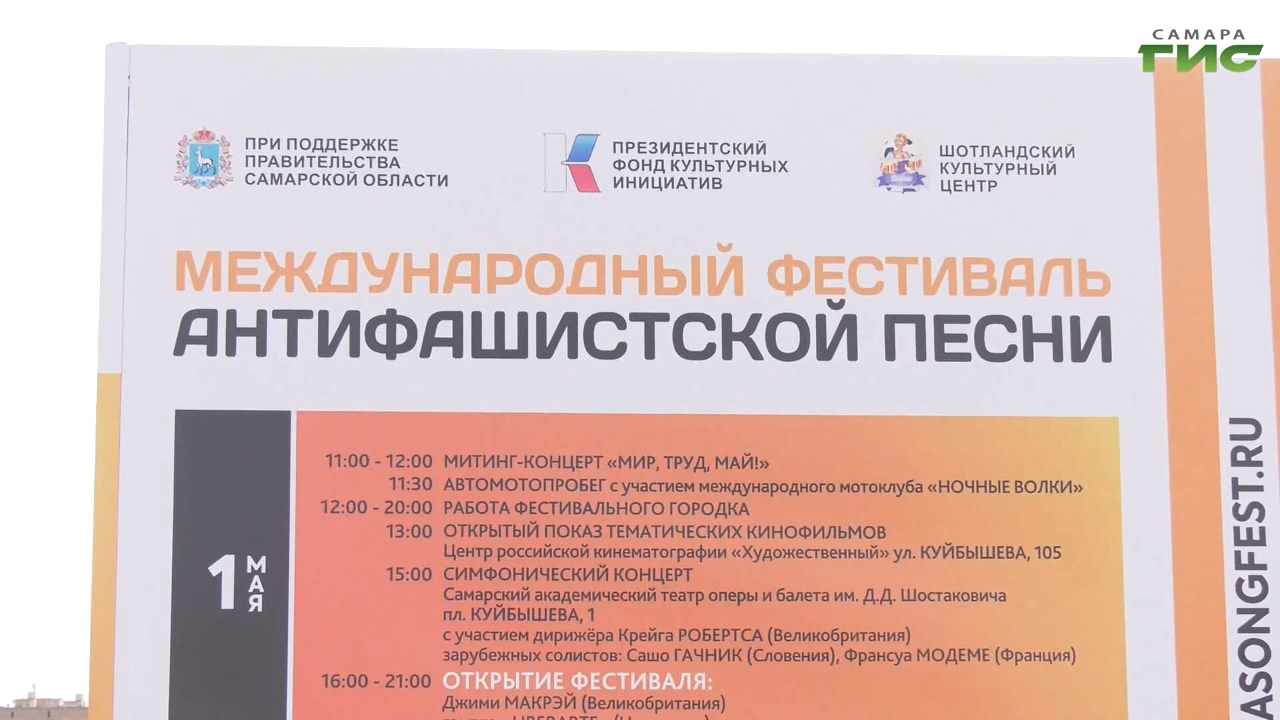 САМАРА
ГИС
ПРИ ПОДДЕРЖКЕ
ПРАВИТЕЛЬСТВА
САМАРСКОЙ ОБЛАСТИ
ПРЕЗИДЕНТСКИЙ
ФОНД КУЛЬТУРНЫХ
ИНИЦИАТИВ
ШОТЛАНДСКИЙ
КУЛЬТУРНЫЙ
ЦЕНТР
МЕЖДУНАРОДНЫЙ ФЕСТИВАЛЬ
АНТИФАШИСТСКОЙ ПЕСНИ
1 МАЯ
11:00 - 12:00 МИТИНГ-КОНЦЕРТ «МИР, ТРУД, МАЙ!»
11:30 АВТОМОТОПРОБЕГ с участием международного мотоклуба «НОЧНЫЕ ВОЛКИ»
12:00 - 20:00 РАБОТА ФЕСТИВАЛЬНОГО ГОРОДКА
13:00 ОТКРЫТЫЙ ПОКАЗ ТЕМАТИЧЕСКИХ КИНОФИЛЬМОВ
Центр российской кинематографии «Художественный» ул. КУЙБЫШЕВА, 105
15:00 СИМФОНИЧЕСКИЙ КОНЦЕРТ
Самарский академический театр оперы и балета им. Д.Д. Шостаковича
пл. КУЙБЫШЕВА, 1
с участием дирижёра Крейга РОБЕРТСА (Великобритания)
зарубежных солистов: Сашо ГАЧНИК (Словения), Франсуа МОДЕМЕ (Франция)
16:00 - 21:00 ОТКРЫТИЕ ФЕСТИВАЛЯ:
Джими МАКРЭЙ (Великобритания)
ASONGFEST.RU